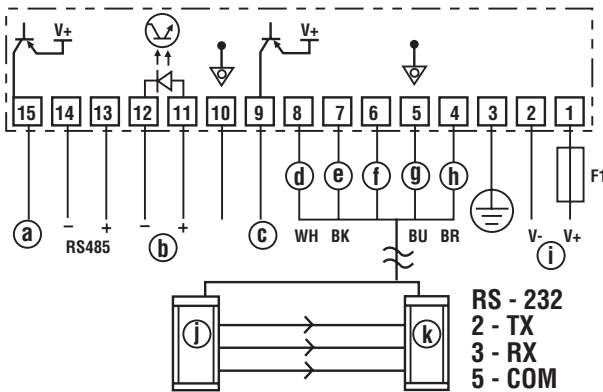 V+ V+
15 14 13 12 11 10 9 8 7 6 5 4 3 2 1
F1
d e f g h
a − + − + c
RS485 b WH BK BU BR V- i V+
j k
RS - 232
2 - TX
3 - RX
5 - COM